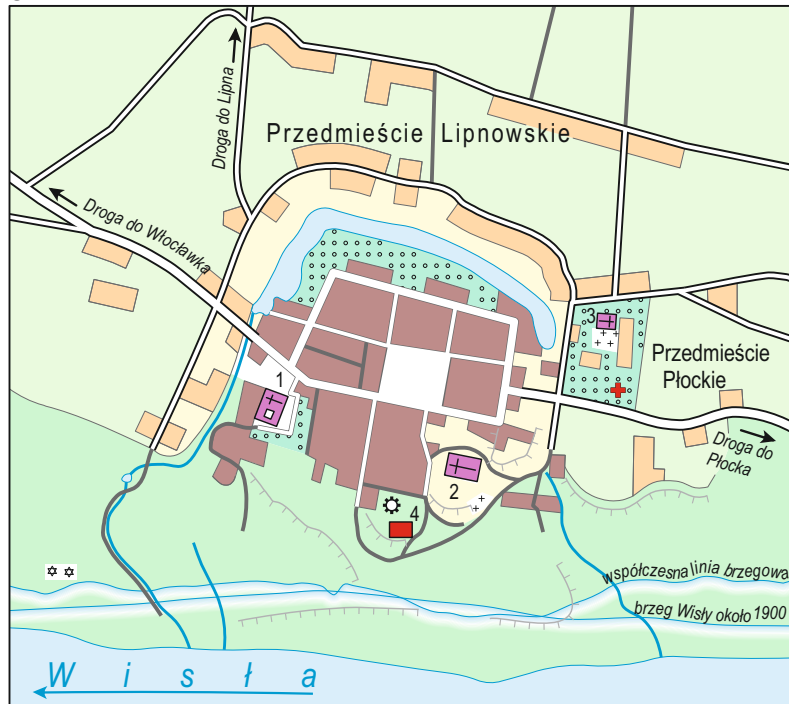 Droga do Lipna
Przedmieście Lipnowskie
Droga do Włocławka
3
Przedmieście
Płockie
1
Droga do
Płocka
2
4
współczesna linia brzegowa
brzeg Wisły około 1900
Wisła